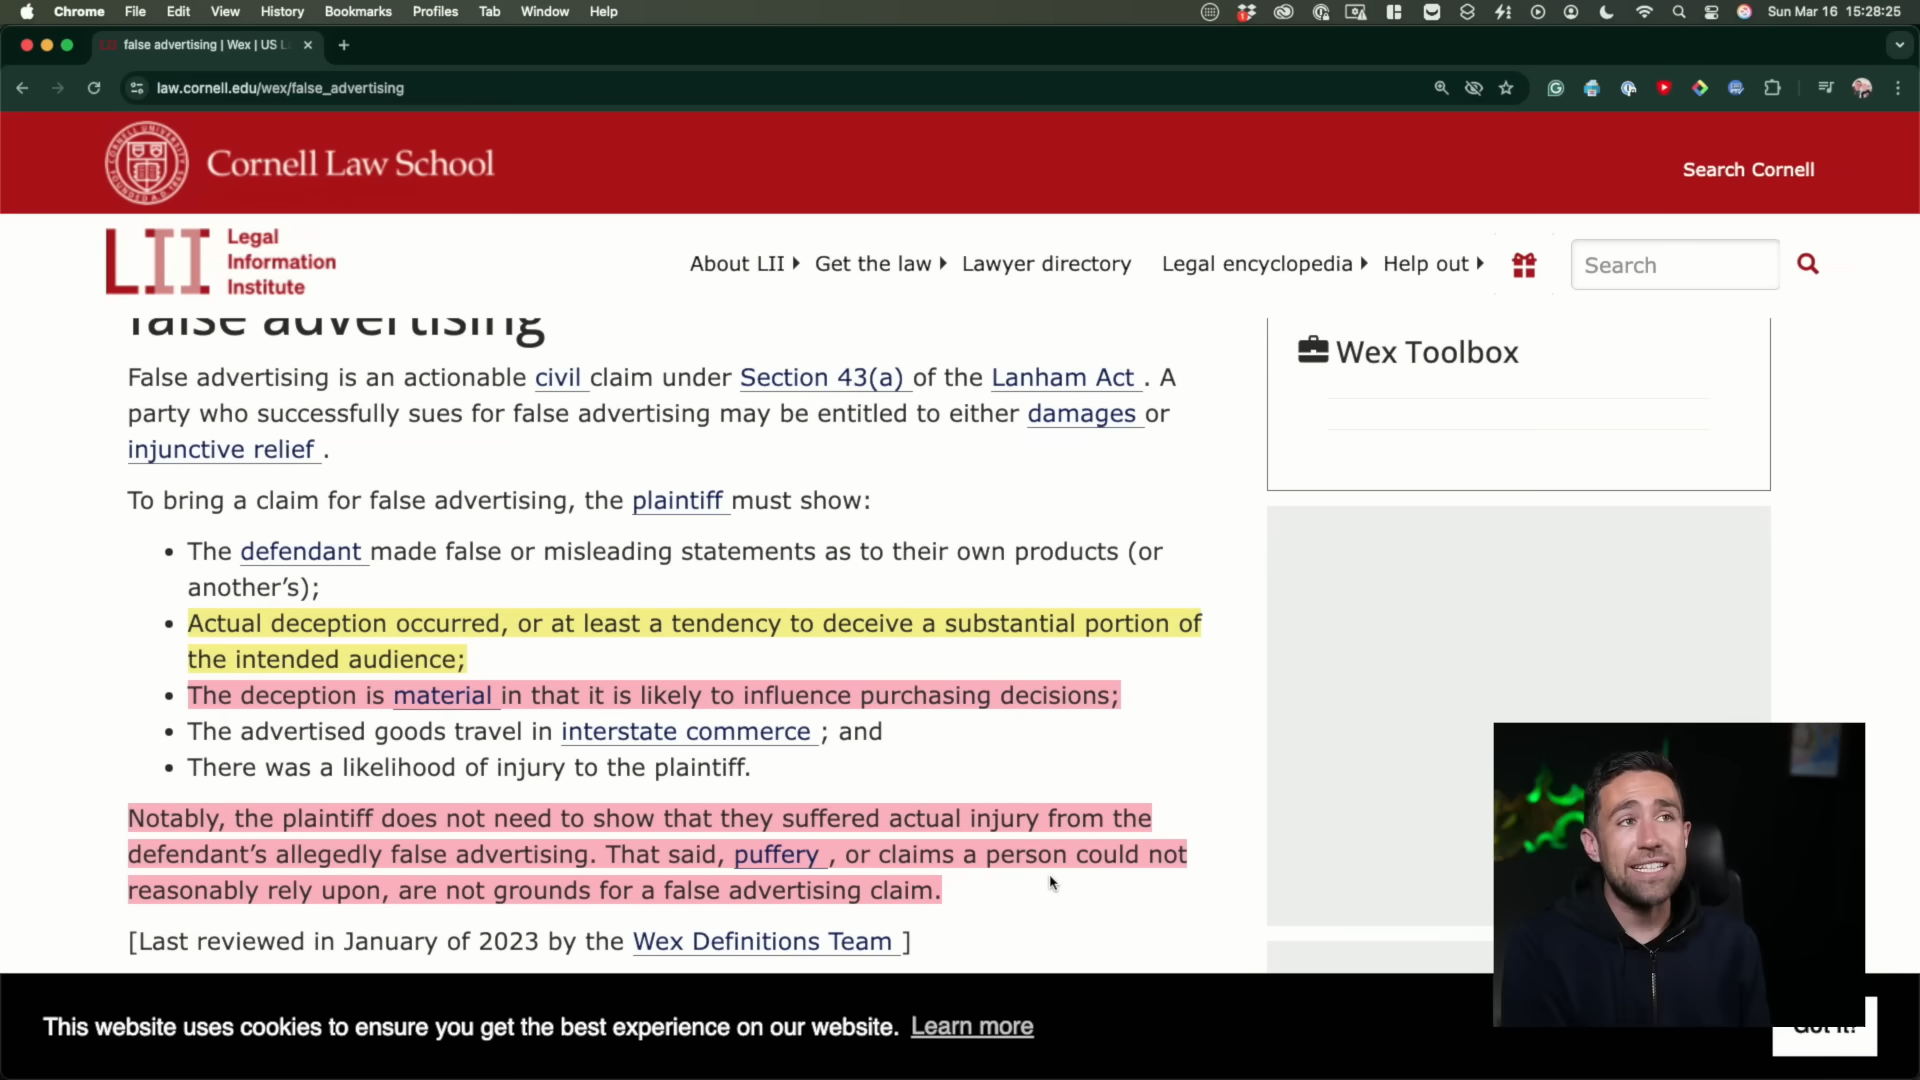 Chrome File Edit View History Bookmarks Profiles Tab Window Help Sun Mar 16 15:28:25
false advertising | Wex | US L
law.cornell.edu/wex/false_advertising
Cornell Law School
Search Cornell
LII
Legal
Information
Institute
About LII Get the law Lawyer directory Legal encyclopedia Help out Search
false advertising
Wex Toolbox
False advertising is an actionable civil claim under Section 43(a) of the Lanham Act . A
party who successfully sues for false advertising may be entitled to either damages or
injunctive relief .
To bring a claim for false advertising, the plaintiff must show:
• The defendant made false or misleading statements as to their own products (or
another’s);
• Actual deception occurred, or at least a tendency to deceive a substantial portion of
the intended audience;
• The deception is material in that it is likely to influence purchasing decisions;
• The advertised goods travel in interstate commerce ; and
• There was a likelihood of injury to the plaintiff.
Notably, the plaintiff does not need to show that they suffered actual injury from the
defendant’s allegedly false advertising. That said, puffery , or claims a person could not
reasonably rely upon, are not grounds for a false advertising claim.
[Last reviewed in January of 2023 by the Wex Definitions Team ]
This website uses cookies to ensure you get the best experience on our website. Learn more
Got it!